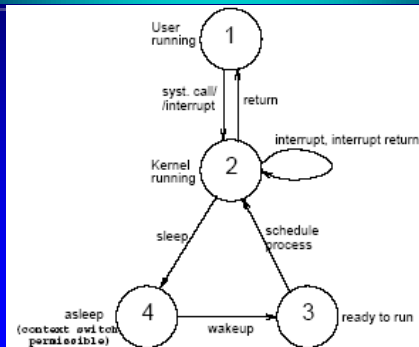 User
running
1
syst. call/
/interrupt
return
interrupt, interrupt return
Kernel
running
2
sleep
schedule
process
asleep
(context switch
permissible)
4
wakeup
3
ready to run